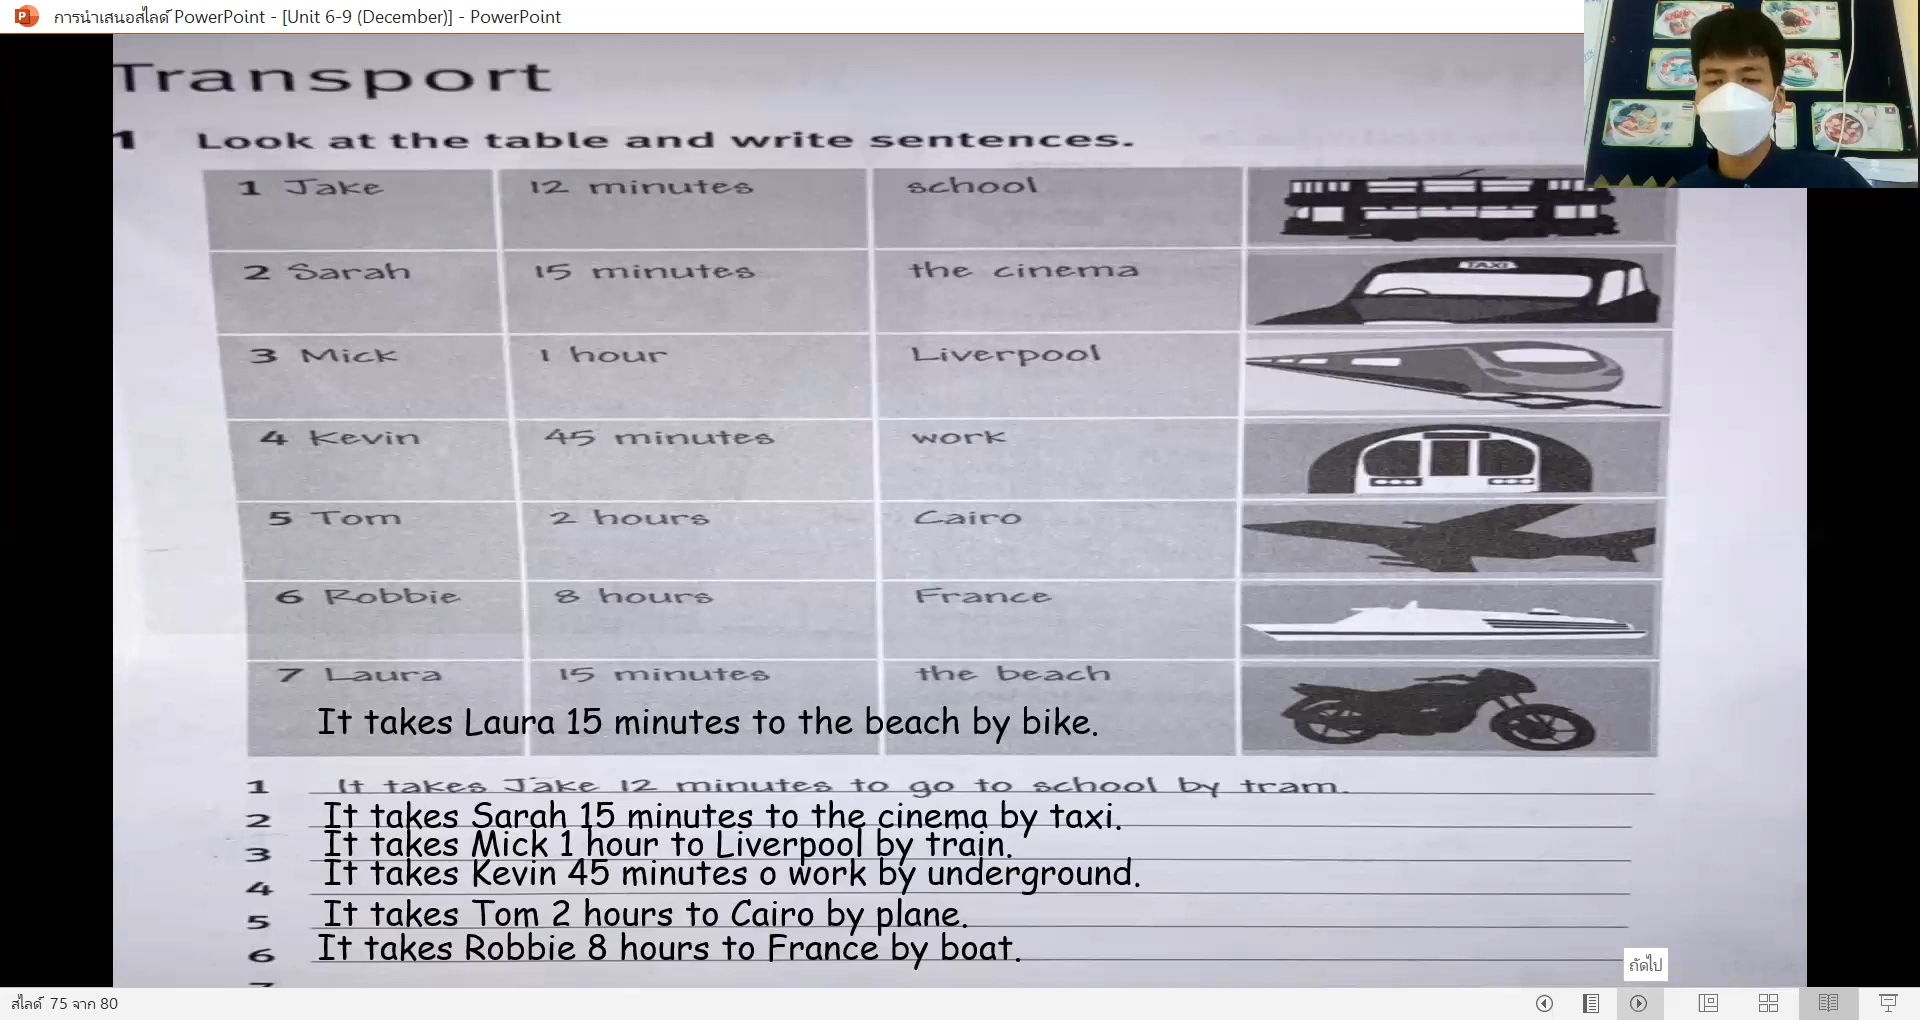 การนำเสนอสไลด์ PowerPoint - [Unit 6-9 (December)] - PowerPoint
Transport
1 Look at the table and write sentences.
1 Jake 12 minutes school
2 Sarah 15 minutes the cinema
TAXI
3 Mick 1 hour Liverpool
4 Kevin 45 minutes work
5 Tom 2 hours Cairo
6 Robbie 8 hours France
7 Laura 15 minutes the beach
It takes Laura 15 minutes to the beach by bike.
1 It takes Jake 12 minutes to go to school by tram.
2 It takes Sarah 15 minutes to the cinema by taxi.
3 It takes Mick 1 hour to Liverpool by train.
4 It takes Kevin 45 minutes o work by underground.
5 It takes Tom 2 hours to Cairo by plane.
6 It takes Robbie 8 hours to France by boat.
ถัดไป
สไลด์ 75 จาก 80